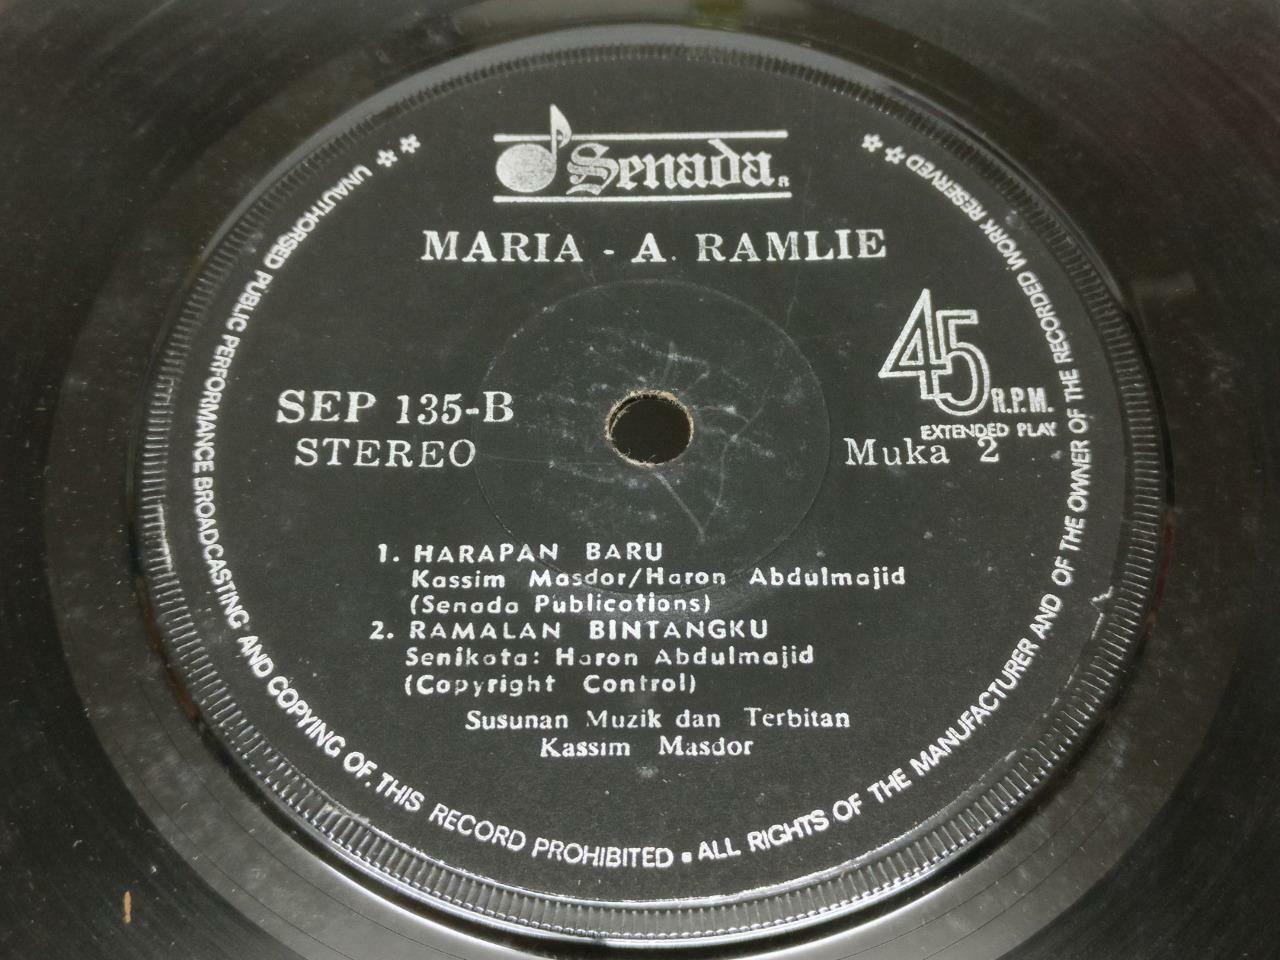 Senada
MARIA - A. RAMLIE
45 R.P.M.
EXTENDED PLAY
SEP 135-B
STEREO
Muka 2
1. HARAPAN BARU
Kassim Masdor/Haron Abdulmajid
(Senada Publications)
2. RAMALAN BINTANGKU
Senikata: Haron Abdulmajid
(Copyright Control)
Susunan Muzik dan Terbitan
Kassim Masdor
UNAUTHORSED PUBLIC PERFORMANCE BROADCASTING AND COPYING OF. THIS RECORD PROHIBITED ▪ ALL RIGHTS OF THE MANUFACTURER AND OF THE OWNER OF THE RECORDED WORK RESERVED